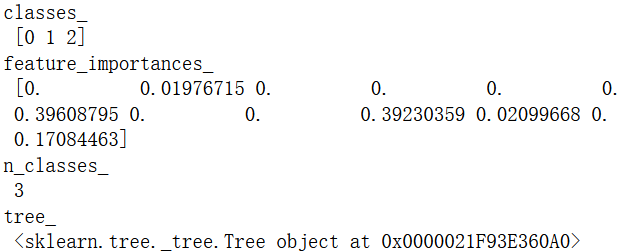 classes_
 [0 1 2]
feature_importances_
 [0.         0.01976715 0.         0.         0.         0.
 0.39608795 0.         0.         0.39230359 0.02099668 0.
 0.17084463]
n_classes_
 3
tree_
 <sklearn.tree._tree.Tree object at 0x0000021F93E360A0>